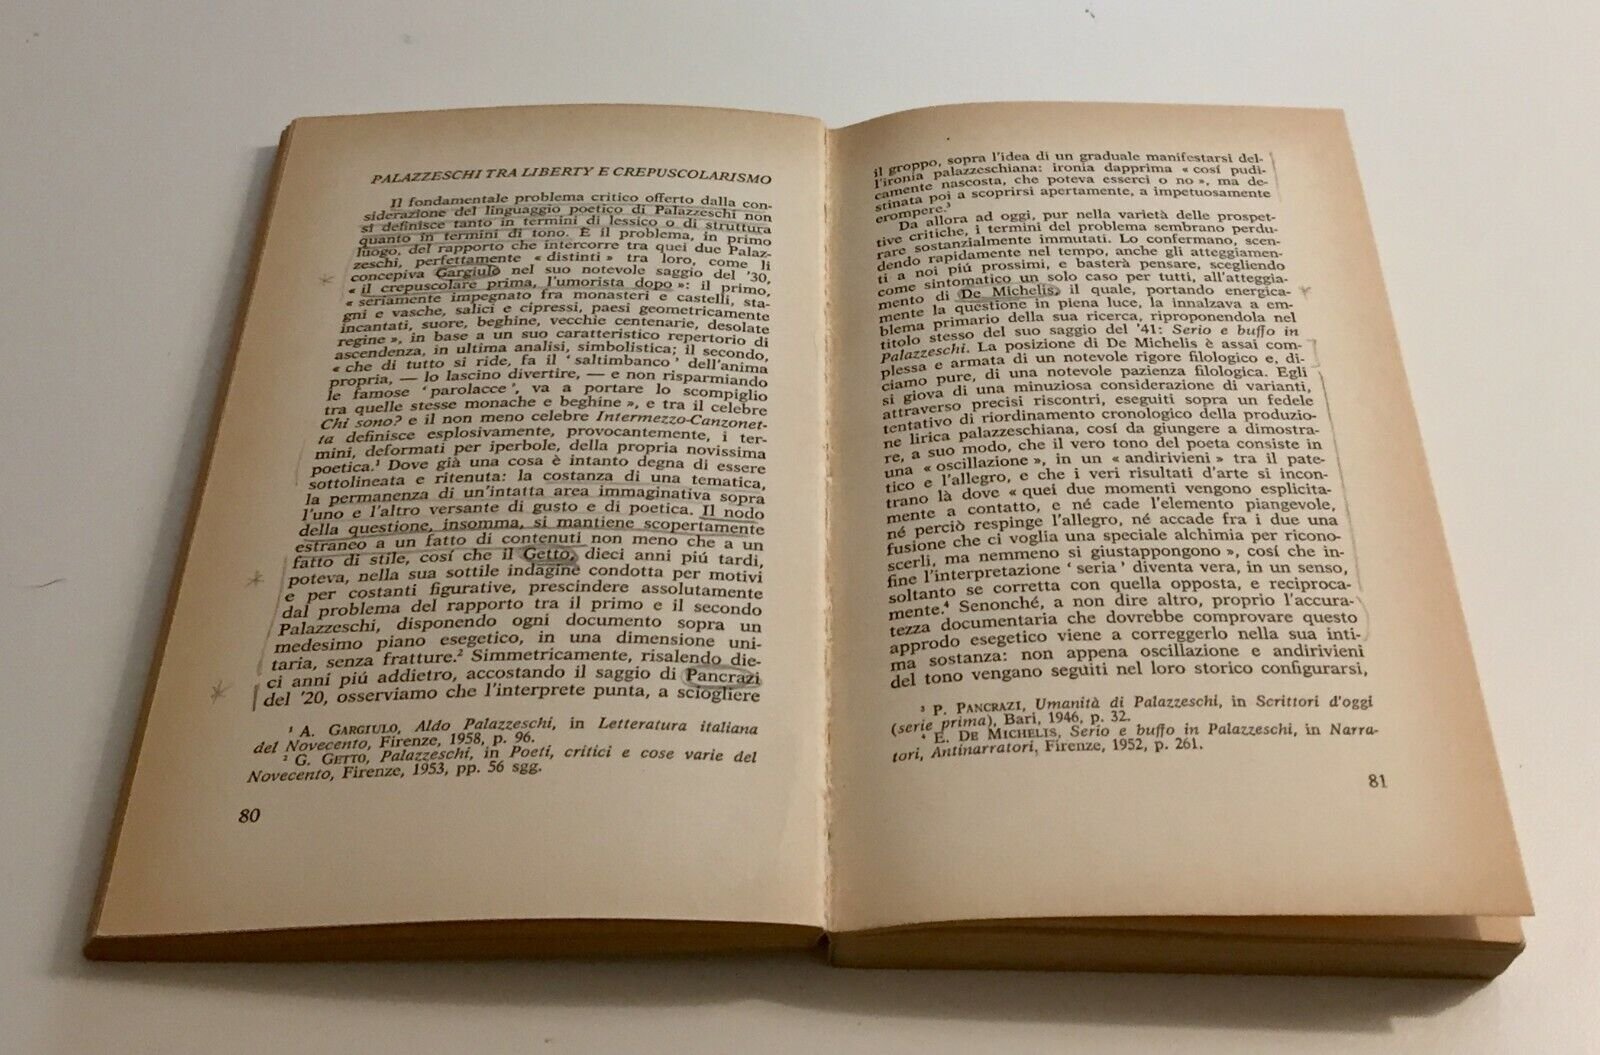 PALAZZESCHI TRA LIBERTY E CREPUSCOLARISMO
Il fondamentale problema critico offerto dalla con-
siderazione del linguaggio poetico di Palazzeschi non
si definisce tanto in termini di lessico o di struttura
quanto in termini di tono. È il problema, in primo
luogo, del rapporto che intercorre tra quei due Palaz-
zeschi, perfettamente « distinti » tra loro, come li
concepiva Gargiulo nel suo notevole saggio del '30,
« il crepuscolare prima, l'umorista dopo »: il primo,
« seriamente impegnato fra monasteri e castelli, sta-
gni e vasche, salici e cipressi, paesi geometricamente
incantati, suore, beghine, vecchie centenarie, desolate
regine », in base a un suo caratteristico repertorio di
ascendenza, in ultima analisi, simbolistica; il secondo,
« che di tutto si ride, fa il ' saltimbanco ' dell'anima
propria, — lo lascino divertire, — e non risparmiando
le famose ' parolacce ', va a portare lo scompiglio
tra quelle stesse monache e beghine », e tra il celebre
Chi sono? e il non meno celebre Intermezzo-Canzonet-
ta definisce esplosivamente, provocantemente, i ter-
mini, deformati per iperbole, della propria novissima
poetica.¹ Dove già una cosa è intanto degna di essere
sottolineata e ritenuta: la costanza di una tematica,
la permanenza di un'intatta area immaginativa sopra
l'uno e l'altro versante di gusto e di poetica. Il nodo
della questione, insomma, si mantiene scopertamente
estraneo a un fatto di contenuti non meno che a un
fatto di stile, cosí che il Getto, dieci anni piú tardi,
poteva, nella sua sottile indagine condotta per motivi
e per costanti figurative, prescindere assolutamente
dal problema del rapporto tra il primo e il secondo
Palazzeschi, disponendo ogni documento sopra un
medesimo piano esegetico, in una dimensione uni-
taria, senza fratture.² Simmetricamente, risalendo die-
ci anni piú addietro, accostando il saggio di Pancrazi
del '20, osserviamo che l'interprete punta, a sciogliere
¹ A. GARGIULO, Aldo Palazzeschi, in Letteratura italiana
del Novecento, Firenze, 1958, p. 96.
² G. GETTO, Palazzeschi, in Poeti, critici e cose varie del
Novecento, Firenze, 1953, pp. 56 sgg.
80
il groppo, sopra l'idea di un graduale manifestarsi del-
l'ironia palazzeschiana: ironia dapprima « cosí pudi-
camente nascosta, che poteva esserci o no », ma de-
stinata poi a scoprirsi apertamente, a impetuosamente
erompere.³
Da allora ad oggi, pur nella varietà delle prospet-
tive critiche, i termini del problema sembrano perdu-
rare sostanzialmente immutati. Lo confermano, scen-
dendo rapidamente nel tempo, anche gli atteggiamen-
ti a noi piú prossimi, e basterà pensare, scegliendo
come sintomatico un solo caso per tutti, all'atteggia-
mento di De Michelis, il quale, portando energica-
mente la questione in piena luce, la innalzava a em-
blema primario della sua ricerca, riproponendola nel
titolo stesso del suo saggio del '41: Serio e buffo in
Palazzeschi. La posizione di De Michelis è assai com-
plessa e armata di un notevole rigore filologico e, di-
ciamo pure, di una notevole pazienza filologica. Egli
si giova di una minuziosa considerazione di varianti,
attraverso precisi riscontri, eseguiti sopra un fedele
tentativo di riordinamento cronologico della produzio-
ne lirica palazzeschiana, cosí da giungere a dimostra-
re, a suo modo, che il vero tono del poeta consiste in
una « oscillazione », in un « andirivieni » tra il pate-
tico e l'allegro, e che i veri risultati d'arte si incon-
trano là dove « quei due momenti vengono esplicita-
mente a contatto, e né cade l'elemento piangevole,
né perciò respinge l'allegro, né accade fra i due una
fusione che ci voglia una speciale alchimia per ricono-
scerli, ma nemmeno si giustappongono », cosí che in-
fine l'interpretazione ' seria ' diventa vera, in un senso,
soltanto se corretta con quella opposta, e reciproca-
mente.⁴ Senonché, a non dire altro, proprio l'accura-
tezza documentaria che dovrebbe comprovare questo
approdo esegetico viene a correggerlo nella sua inti-
ma sostanza: non appena oscillazione e andirivieni
del tono vengano seguiti nel loro storico configurarsi,
³ P. PANCRAZI, Umanità di Palazzeschi, in Scrittori d'oggi
(serie prima), Bari, 1946, p. 32.
⁴ E. DE MICHELIS, Serio e buffo in Palazzeschi, in Narra-
tori, Antinarratori, Firenze, 1952, p. 261.
81